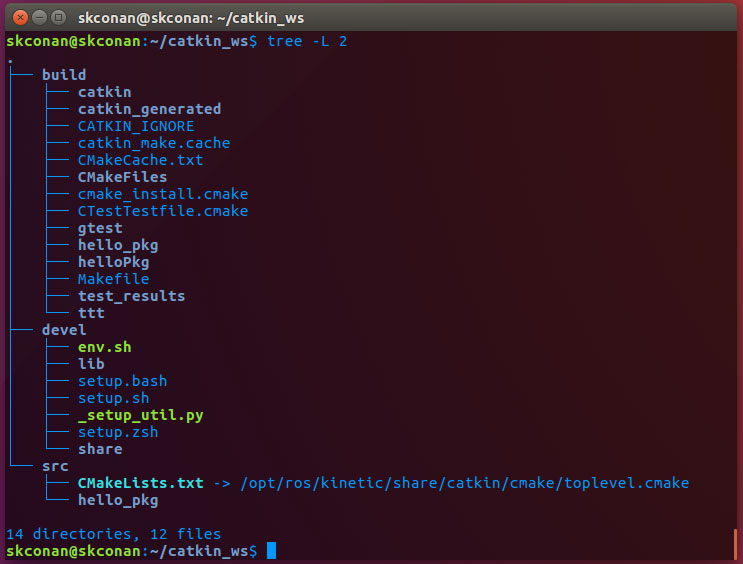 skconan@skconan: ~/catkin_ws
skconan@skconan:~/catkin_ws$ tree -L 2
.
├── build
│   ├── catkin
│   ├── catkin_generated
│   ├── CATKIN_IGNORE
│   ├── catkin_make.cache
│   ├── CMakeCache.txt
│   ├── CMakeFiles
│   ├── cmake_install.cmake
│   ├── CTestTestfile.cmake
│   ├── gtest
│   ├── hello_pkg
│   ├── helloPkg
│   ├── Makefile
│   ├── test_results
│   └── ttt
├── devel
│   ├── env.sh
│   ├── lib
│   ├── setup.bash
│   ├── setup.sh
│   ├── _setup_util.py
│   ├── setup.zsh
│   └── share
└── src
    ├── CMakeLists.txt -> /opt/ros/kinetic/share/catkin/cmake/toplevel.cmake
    └── hello_pkg
14 directories, 12 files
skconan@skconan:~/catkin_ws$